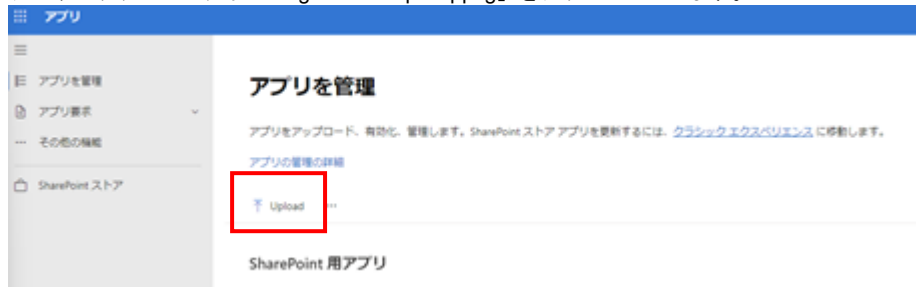 アプリ
アプリを管理
アプリ要求
その他の機能
SharePoint ストア
アプリを管理
アプリをアップロード、有効化、管理します。SharePoint ストア アプリを更新するには、クラシック エクスペリエンス に移動します。
アプリの管理の詳細
Upload ...
SharePoint 用アプリ